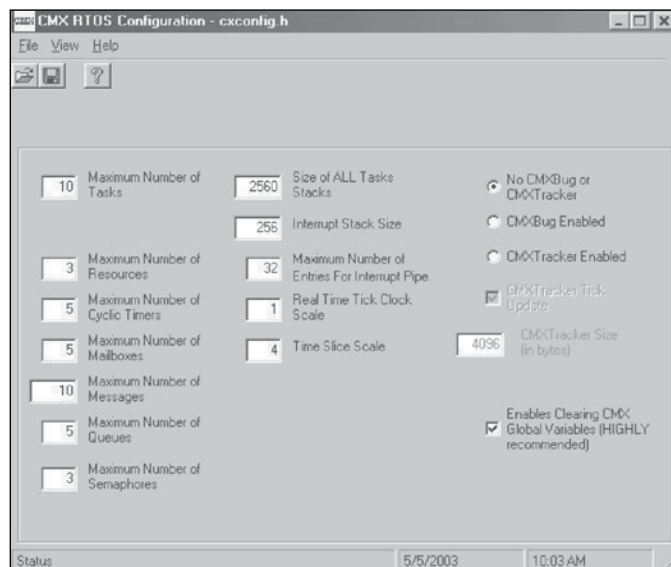 CMX CMX RTOS Configuration - cxconfig.h
File View Help
10 Maximum Number of
Tasks
3 Maximum Number of
Resources
5 Maximum Number of
Cyclic Timers
5 Maximum Number of
Mailboxes
10 Maximum Number of
Messages
5 Maximum Number of
Queues
3 Maximum Number of
Semaphores
2560 Size of ALL Tasks
Stacks
256 Interrupt Stack Size
32 Maximum Number of
Entries For Interrupt Pipe
1 Real Time Tick Clock
Scale
4 Time Slice Scale
No CMXBug or
CMXTracker
CMXBug Enabled
CMXTracker Enabled
CMXTracker Tick
Update
4096 CMXTracker Size
(in bytes)
Enables Clearing CMX
Global Variables (HIGHLY
recommended)
Status 5/5/2003 10:03 AM